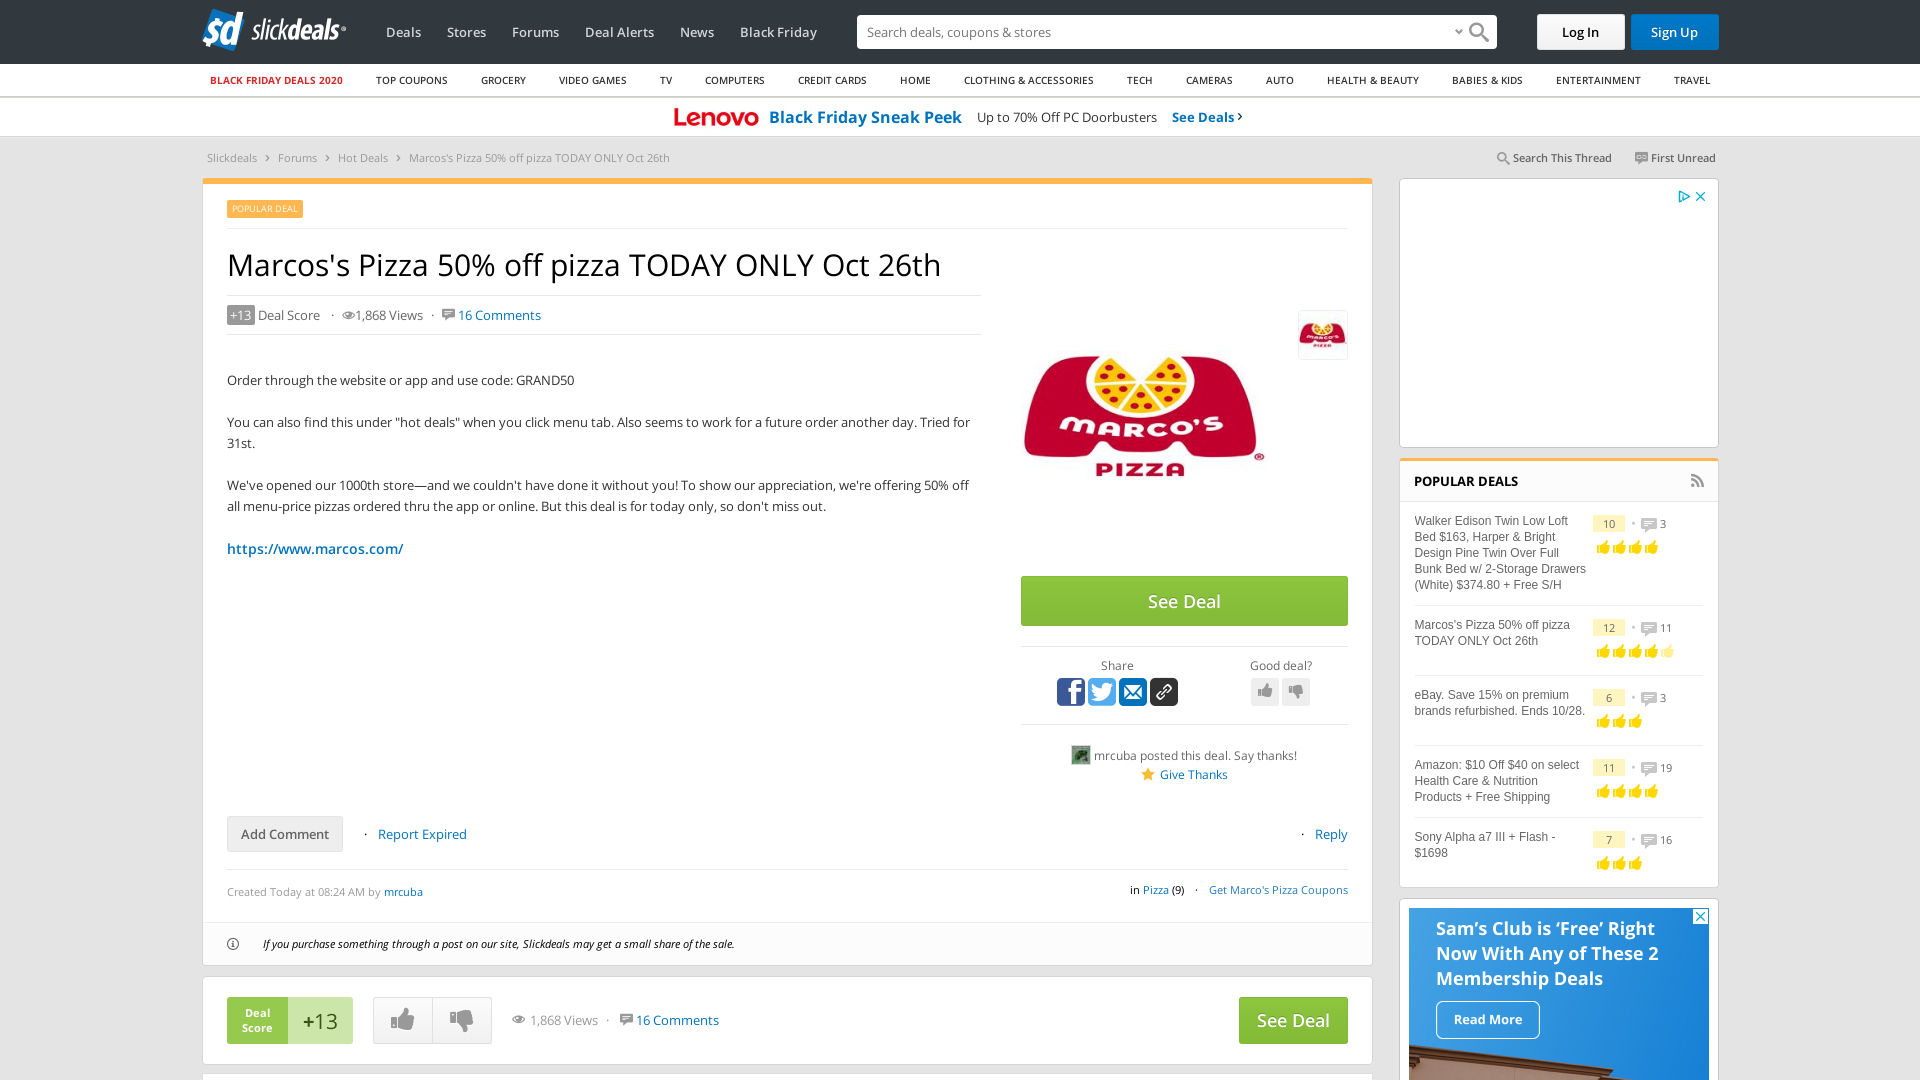 slickdeals
Deals Stores Forums Deal Alerts News Black Friday
Search deals, coupons & shares
Log In
Sign Up
BLACK FRIDAY DEALS 2020 TOP COUPONS GROCERY VIDEO GAMES TV COMPUTERS CREDIT CARDS HOME CLOTHING & ACCESSORIES TECH CAMERAS AUTO HEALTH & BEAUTY BABIES & KIDS ENTERTAINMENT TRAVEL
Lenovo Black Friday Sneak Peek Up to 70% Off PC Doorbusters See Deals ›
Slickdeals › Forums › Hot Deals › Marcos's Pizza 50% off pizza TODAY ONLY Oct 26th
Search This Thread First Unread
POPULAR DEAL
Marcos's Pizza 50% off pizza TODAY ONLY Oct 26th
+13 Deal Score · 1,868 Views · 16 Comments
Order through the website or app and use code: GRAND50
You can also find this under "hot deals" when you click menu tab. Also seems to work for a future order another day. Tried for
31st.
We've opened our 1000th store—and we couldn't have done it without you! To show our appreciation, we're offering 50% off
all menu-price pizzas ordered thru the app or online. But this deal is for today only, so don't miss out.
https://www.marcos.com/
MARCO'S
PIZZA
MARCO'S
PIZZA
See Deal
Share
Good deal?
mrcuba posted this deal. Say thanks!
Give Thanks
Add Comment · Report Expired
· Reply
Created Today at 08:24 AM by mrcuba
in Pizza (9) · Get Marco's Pizza Coupons
If you purchase something through a post on our site, Slickdeals may get a small share of the sale.
Deal
Score
+13
1,868 Views · 16 Comments
See Deal
POPULAR DEALS
Walker Edison Twin Low Loft
Bed $163, Harper & Bright
Design Pine Twin Over Full
Bunk Bed w/ 2-Storage Drawers
(White) $374.80 + Free S/H
10 • 3
Marcos's Pizza 50% off pizza
TODAY ONLY Oct 26th
12 • 11
eBay. Save 15% on premium
brands refurbished. Ends 10/28.
6 • 3
Amazon: $10 Off $40 on select
Health Care & Nutrition
Products + Free Shipping
11 • 19
Sony Alpha a7 III + Flash -
$1698
7 • 16
Sam's Club is 'Free' Right
Now With Any of These 2
Membership Deals
Read More